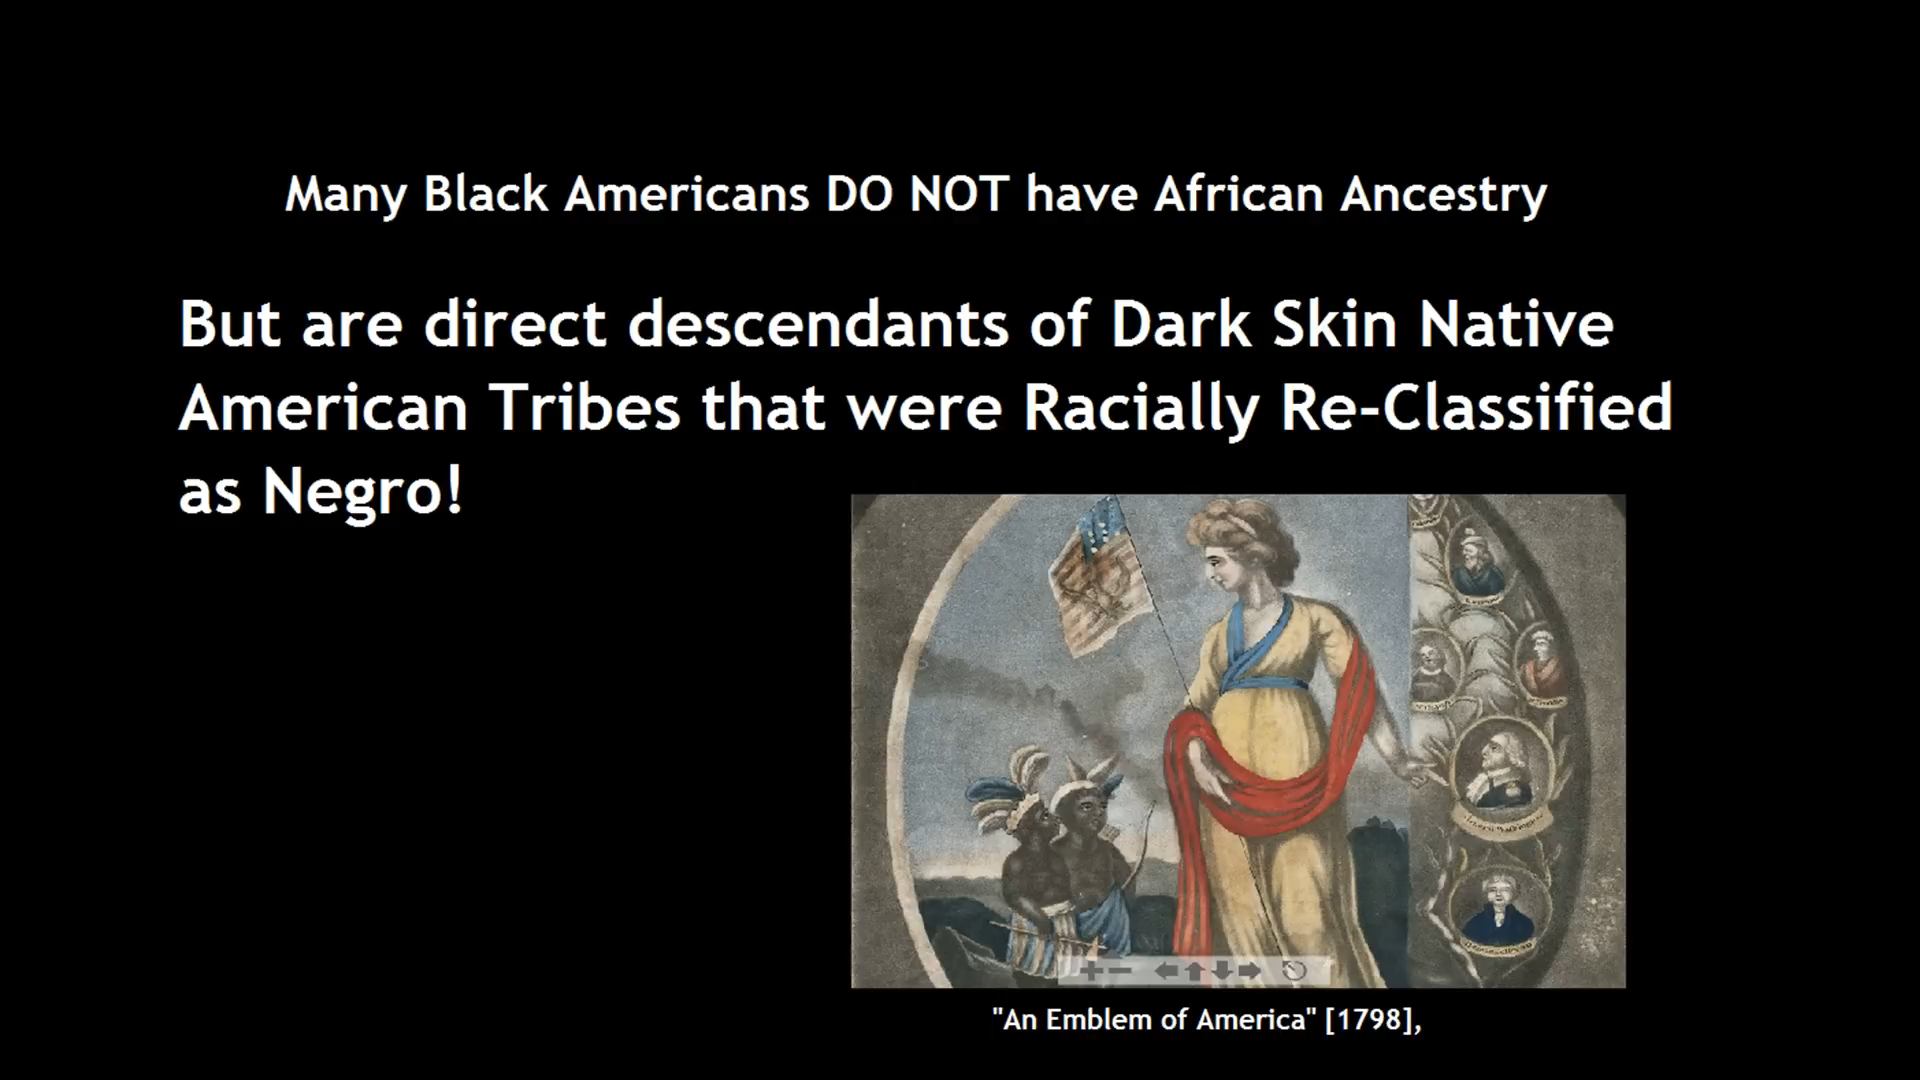 Many Black Americans DO NOT have African Ancestry
But are direct descendants of Dark Skin Native
American Tribes that were Racially Re-Classified
as Negro!
"An Emblem of America" [1798],